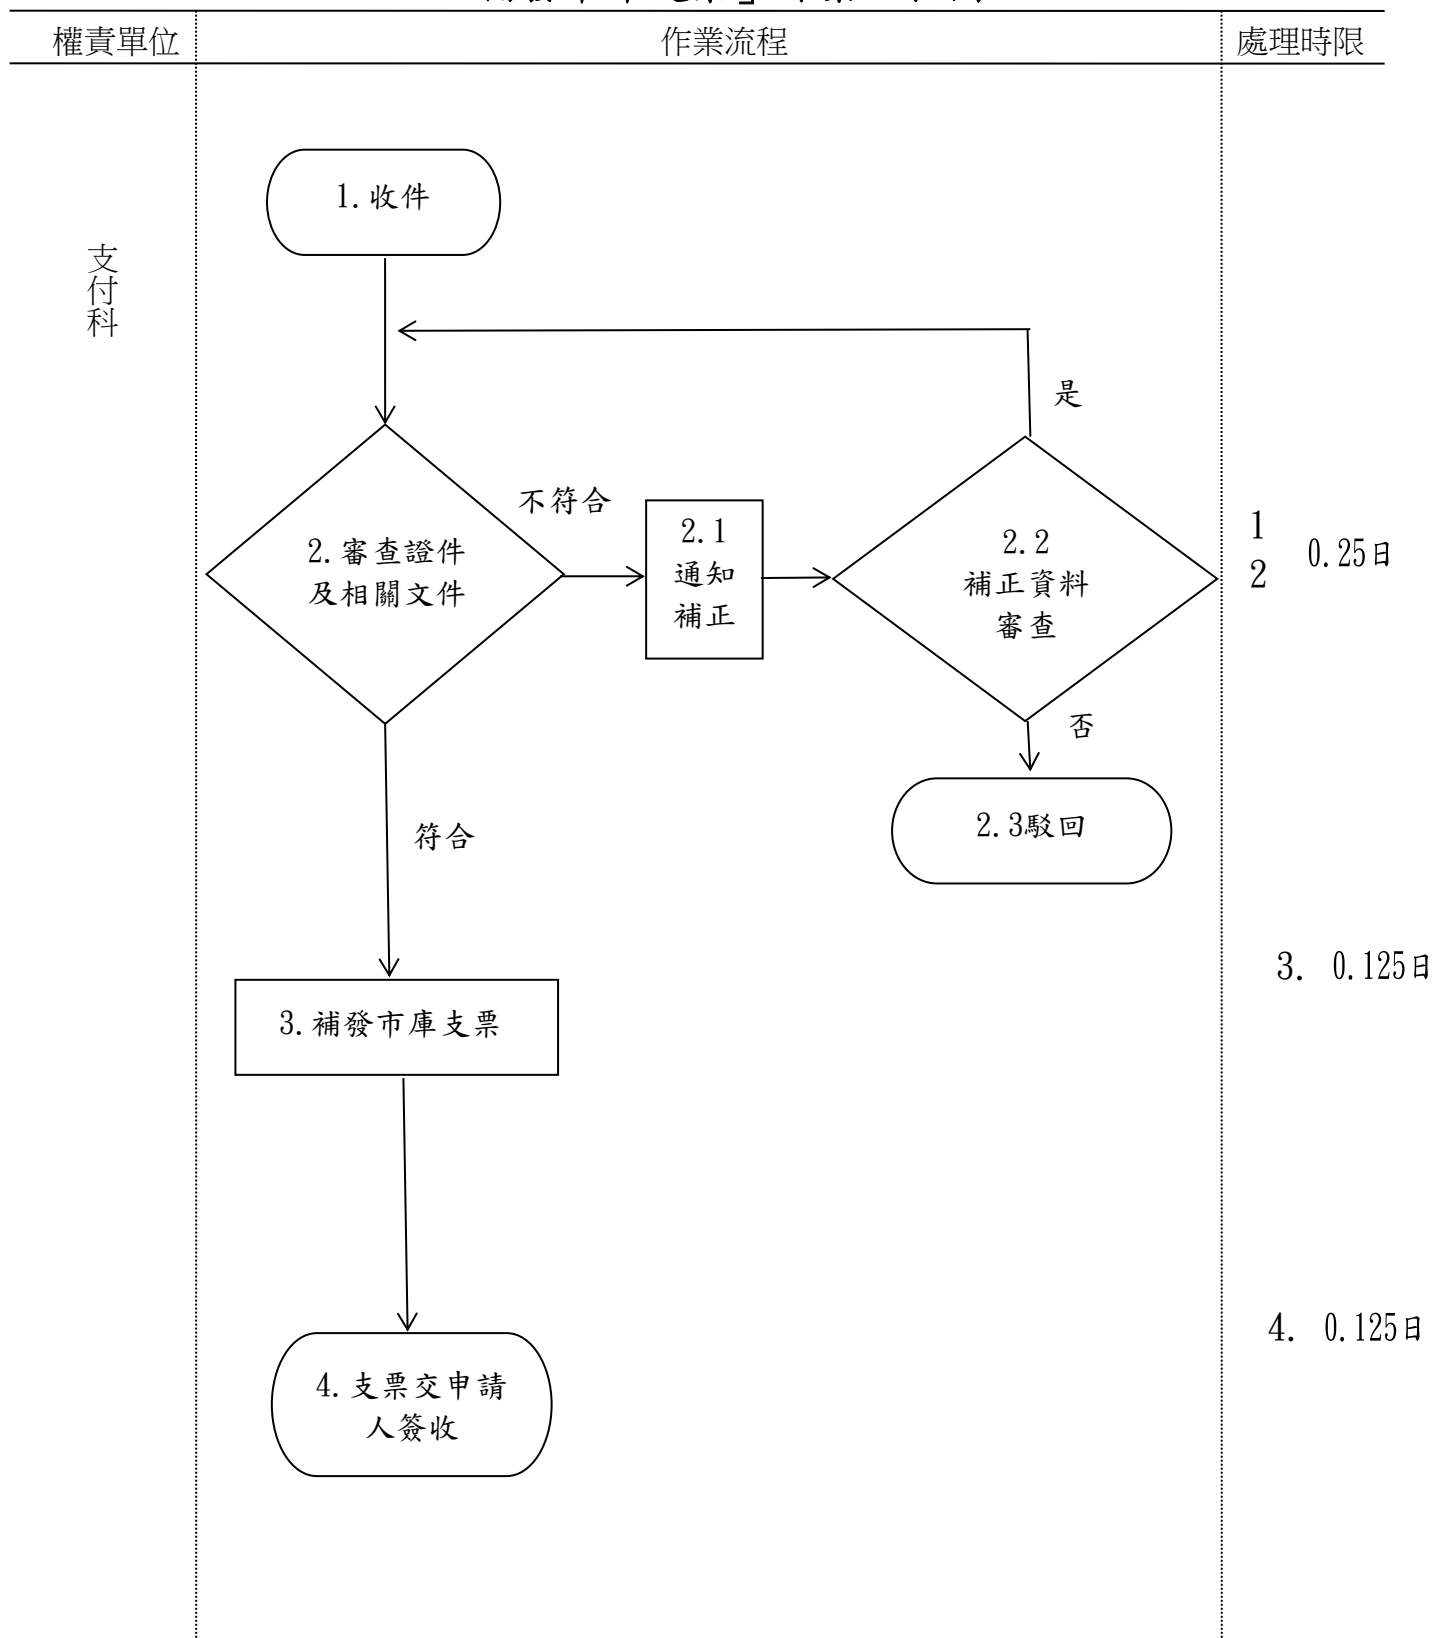 權責單位
作業流程
處理時限
支付科
1.收件
是
不符合
2.審查證件
及相關文件
2.1
通知
補正
2.2
補正資料
審查
1
2
0.25日
否
2.3駁回
符合
3. 0.125日
3.補發市庫支票
4. 0.125日
4.支票交申請
人簽收